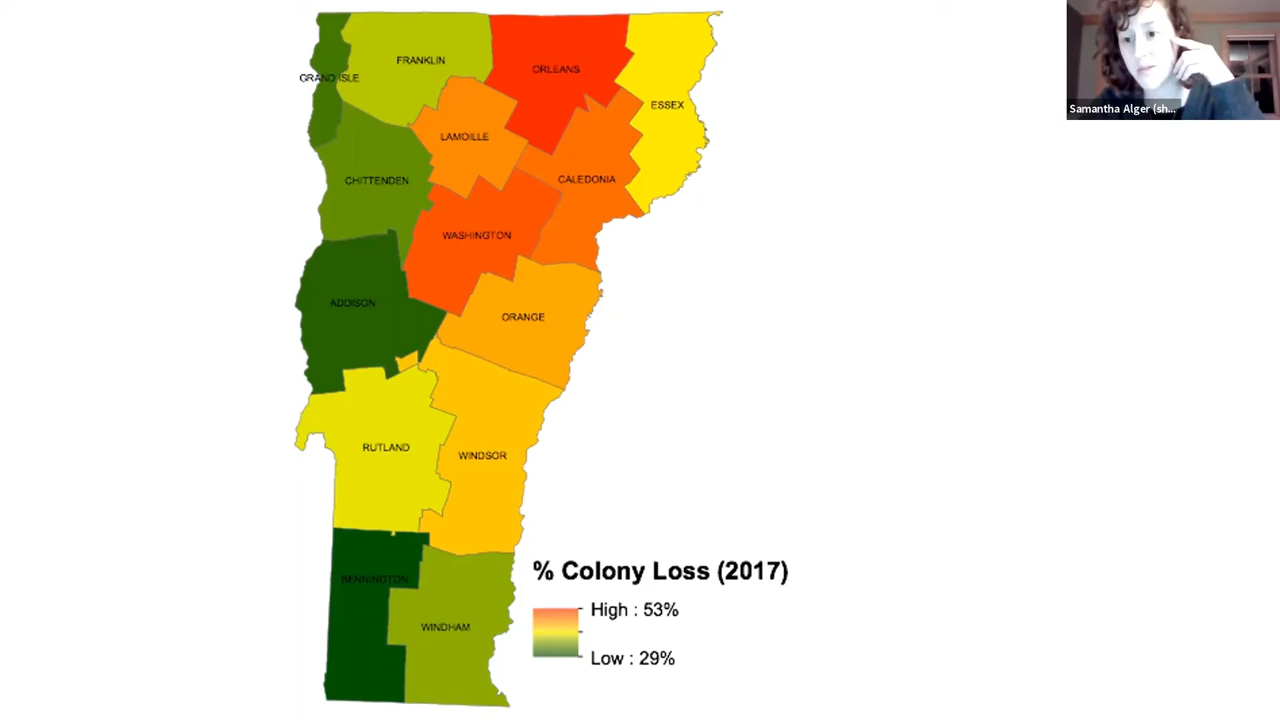 Samantha Alger (sh...
FRANKLIN
ORLEANS
GRAND ISLE
ESSEX
LAMOILLE
CHITTENDEN
CALEDONIA
WASHINGTON
ADDISON
ORANGE
RUTLAND
WINDSOR
BENNINGTON
WINDHAM
% Colony Loss (2017)
High : 53%
Low : 29%